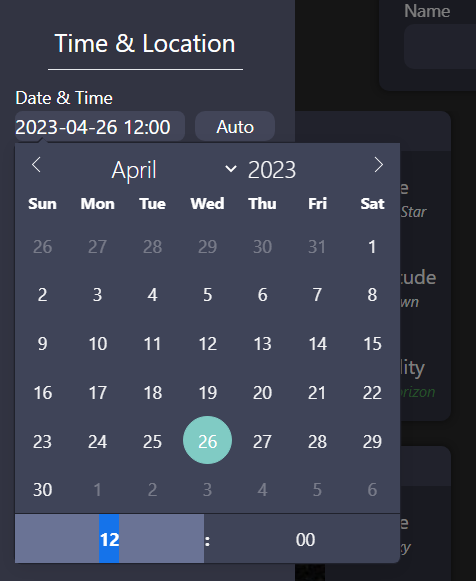 Name
Time & Location
Date & Time
2023-04-26 12:00 Auto
April 2023
Sun Mon Tue Wed Thu Fri Sat
26 27 28 29 30 31 1
2 3 4 5 6 7 8
9 10 11 12 13 14 15
16 17 18 19 20 21 22
23 24 25 26 27 28 29
30 1 2 3 4 5 6
12 : 00
e
Star
tude
wn
lity
orizon
e
xy